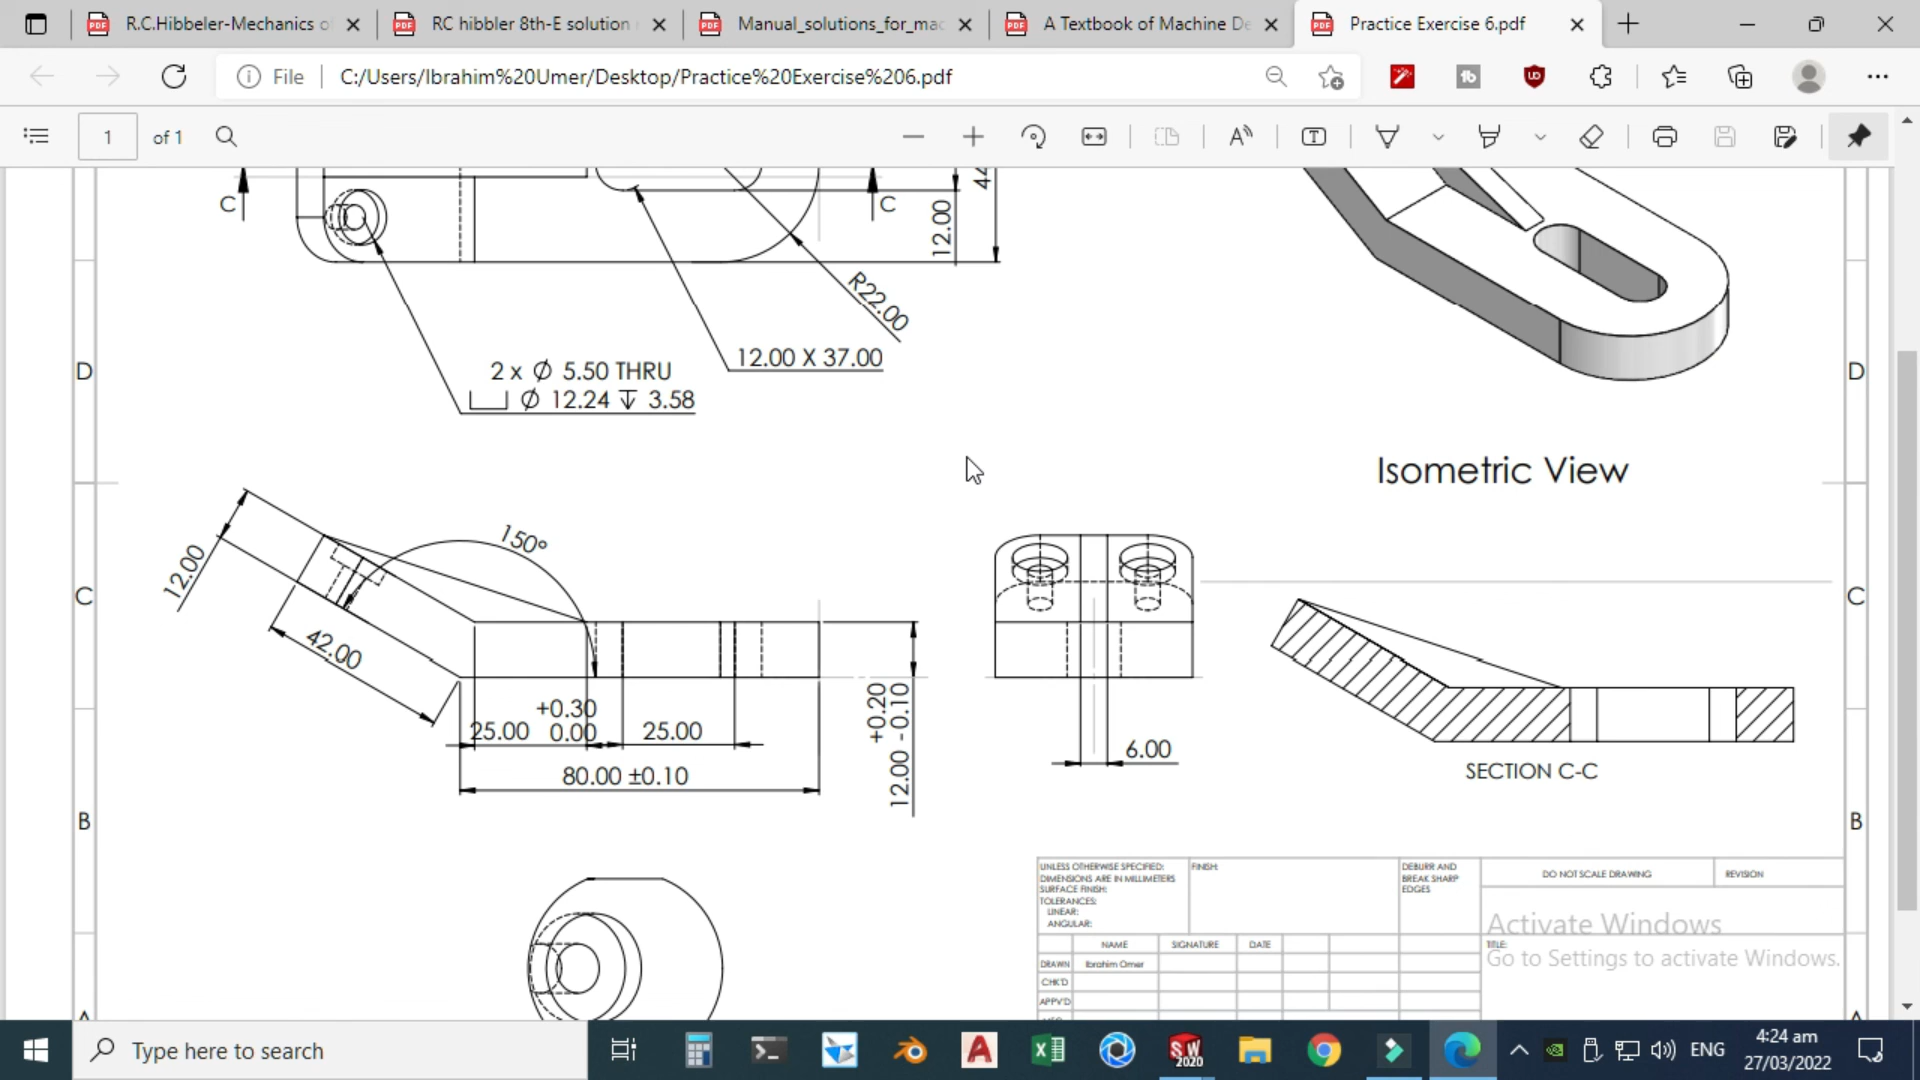 R.C.Hibbeler-Mechanics o
RC hibbler 8th-E solution
Manual_solutions_for_mac
A Textbook of Machine De
Practice Exercise 6.pdf
File
C:/Users/Ibrahim%20Umer/Desktop/Practice%20Exercise%206.pdf
1
of 1
C
C
44
12.00
R22.00
12.00 X 37.00
2 x Ø 5.50 THRU
⌴ Ø 12.24 ↧ 3.58
D
D
Isometric View
12.00
150°
42.00
C
C
25.00 +0.30 0.00
25.00
80.00 ±0.10
12.00 +0.20 -0.10
6.00
SECTION C-C
B
B
UNLESS OTHERWISE SPECIFIED:
DIMENSIONS ARE IN MILLIMETERS
SURFACE FINISH:
TOLERANCES:
LINEAR:
ANGULAR:
FINISH:
DEBURR AND
BREAK SHARP
EDGES
DO NOT SCALE DRAWING
REVISION
NAME
SIGNATURE
DATE
TITLE:
DRAWN
Ibrahim Omer
CHK'D
APPV'D
A
A
Activate Windows
Go to Settings to activate Windows.
Type here to search
SW
2020
ENG
4:24 am
27/03/2022